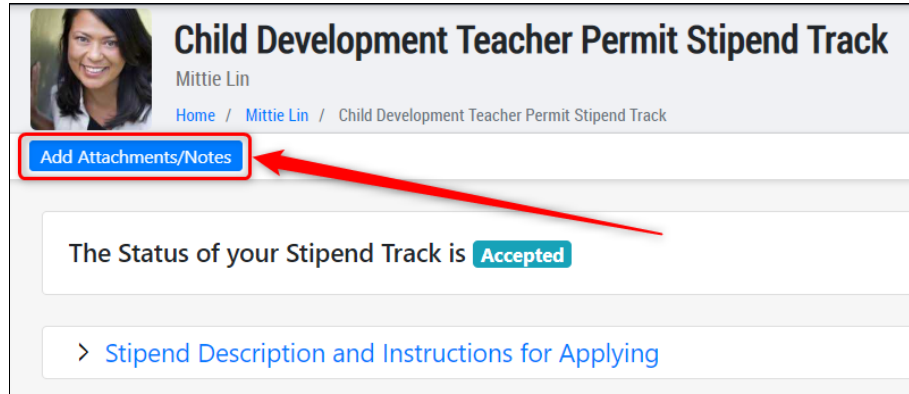 Child Development Teacher Permit Stipend Track
Mittie Lin
Home / Mittie Lin / Child Development Teacher Permit Stipend Track
Add Attachments/Notes
The Status of your Stipend Track is Accepted
> Stipend Description and Instructions for Applying